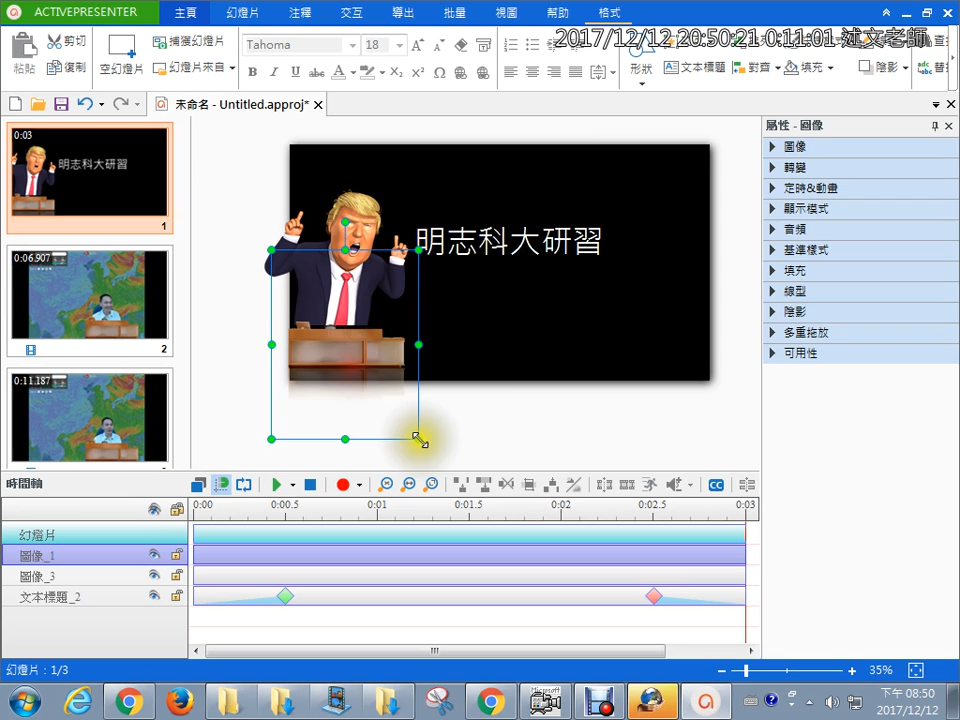 ACTIVEPRESENTER
主頁
幻燈片
注釋
交互
導出
批量
視圖
幫助
格式
2017/12/12 20:50:21 0:11:01 述文老師
粘貼
剪切
複製
空幻燈片
捕獲幻燈片
幻燈片來自
Tahoma
18
B I U abc A X₂ X² Ω
形狀
文本標題
對齊
填充
陰影
替
未命名 - Untitled.approj*
0:03
明志科大研習
1
0:06.907
2
0:11.187
明志科大研習
屬性 - 圖像
圖像
轉變
定時&動畫
顯示模式
音頻
基準樣式
填充
線型
陰影
多重拖放
可用性
時間軸
CC
0:00
0:00.5
0:01
0:01.5
0:02
0:02.5
0:03
幻燈片
圖像_1
圖像_3
文本標題_2
幻燈片：1/3
35%
下午 08:50
2017/12/12